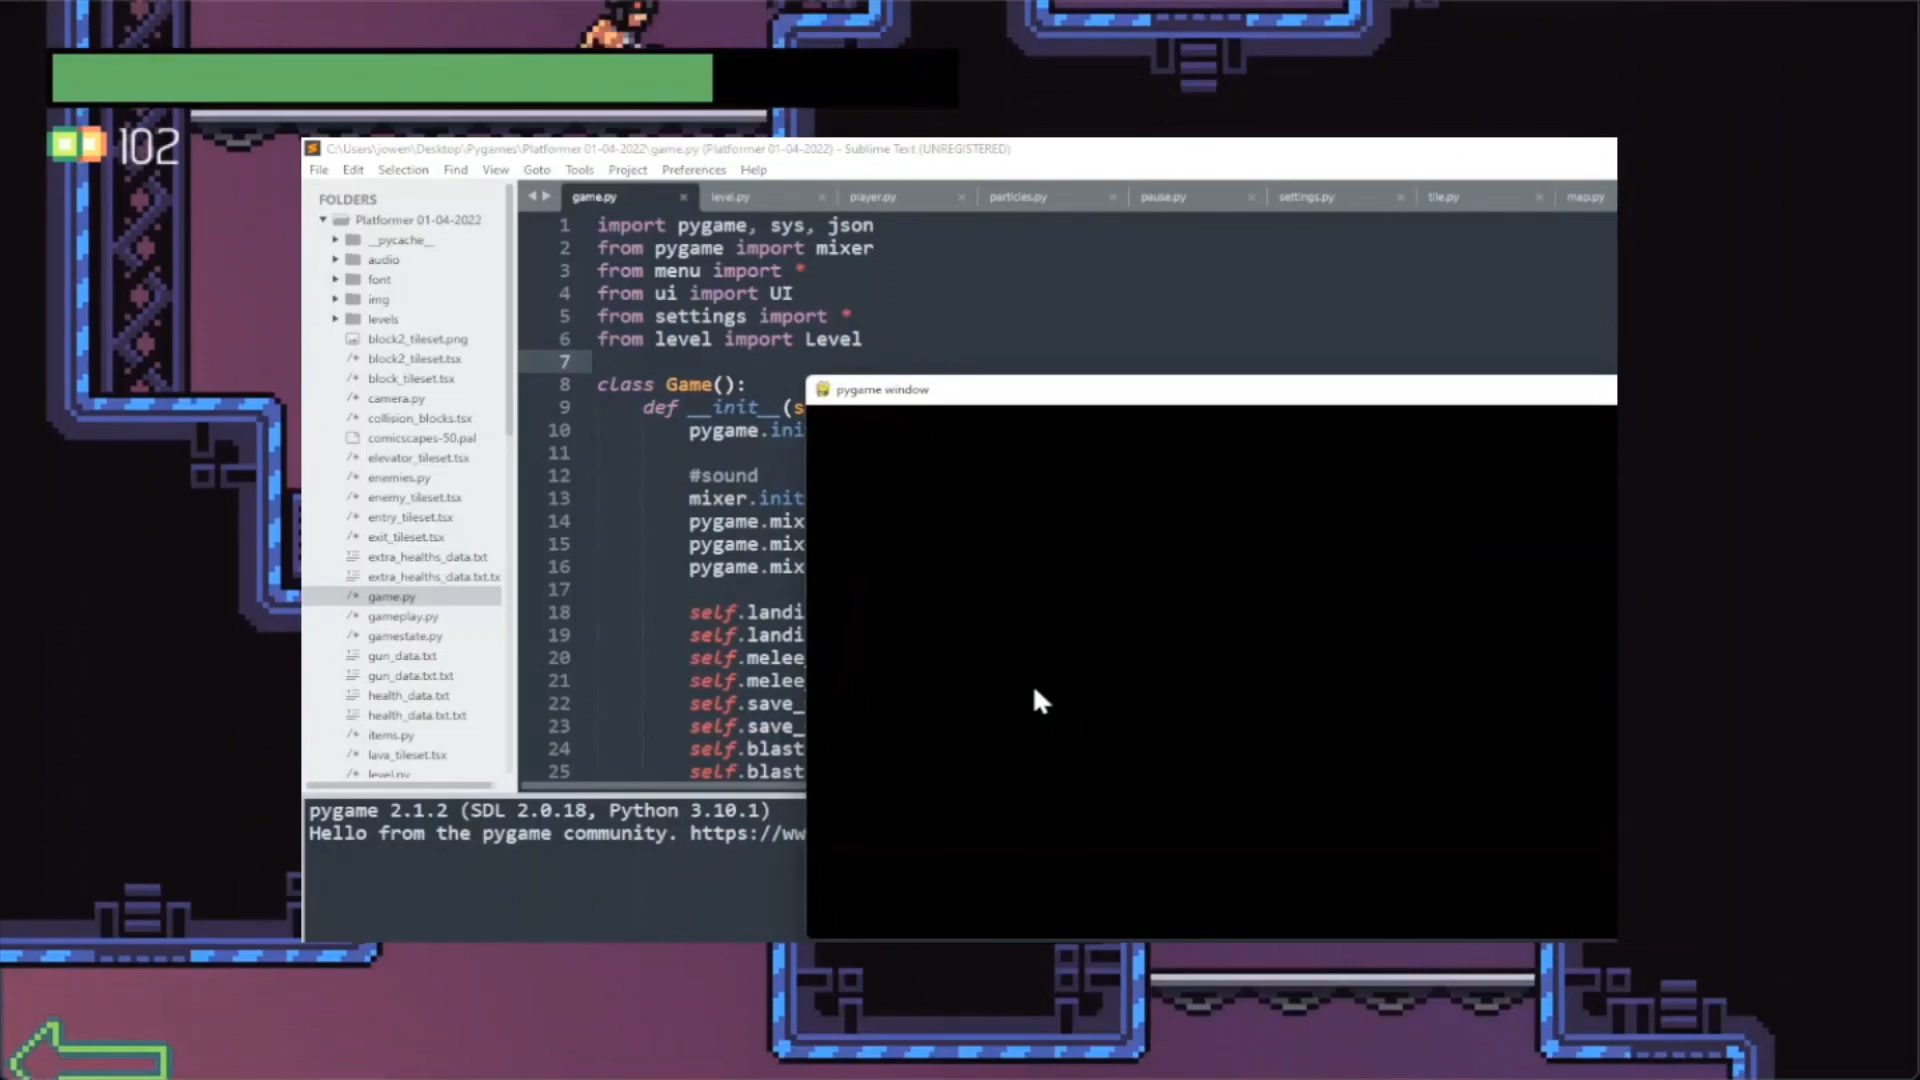 102
C:\Users\jowen\Desktop\Pygames\Platformer 01-04-2022\game.py (Platformer 01-04-2022) - Sublime Text (UNREGISTERED)
File Edit Selection Find View Goto Tools Project Preferences Help
FOLDERS
Platformer 01-04-2022
__pycache__
audio
font
img
levels
block2_tileset.png
block2_tileset.tsx
block_tileset.tsx
camera.py
collision_blocks.tsx
comicscapes-50.pal
elevator_tileset.tsx
enemies.py
enemy_tileset.tsx
entry_tileset.tsx
exit_tileset.tsx
extra_healths_data.txt
extra_healths_data.txt.tx
game.py
gameplay.py
gamestate.py
gun_data.txt
gun_data.txt.txt
health_data.txt
health_data.txt.txt
items.py
lava_tileset.tsx
level.py
game.py level.py player.py particles.py pause.py settings.py tile.py map.py
1 import pygame, sys, json
2 from pygame import mixer
3 from menu import *
4 from ui import UI
5 from settings import *
6 from level import Level
7
8 class Game():
9 def __init__(s
10 pygame.ini
11
12 #sound
13 mixer.init
14 pygame.mix
15 pygame.mix
16 pygame.mix
17
18 self.landi
19 self.landi
20 self.melee_
21 self.melee_
22 self.save_
23 self.save_
24 self.blast
25 self.blast
pygame window
pygame 2.1.2 (SDL 2.0.18, Python 3.10.1)
Hello from the pygame community. https://ww